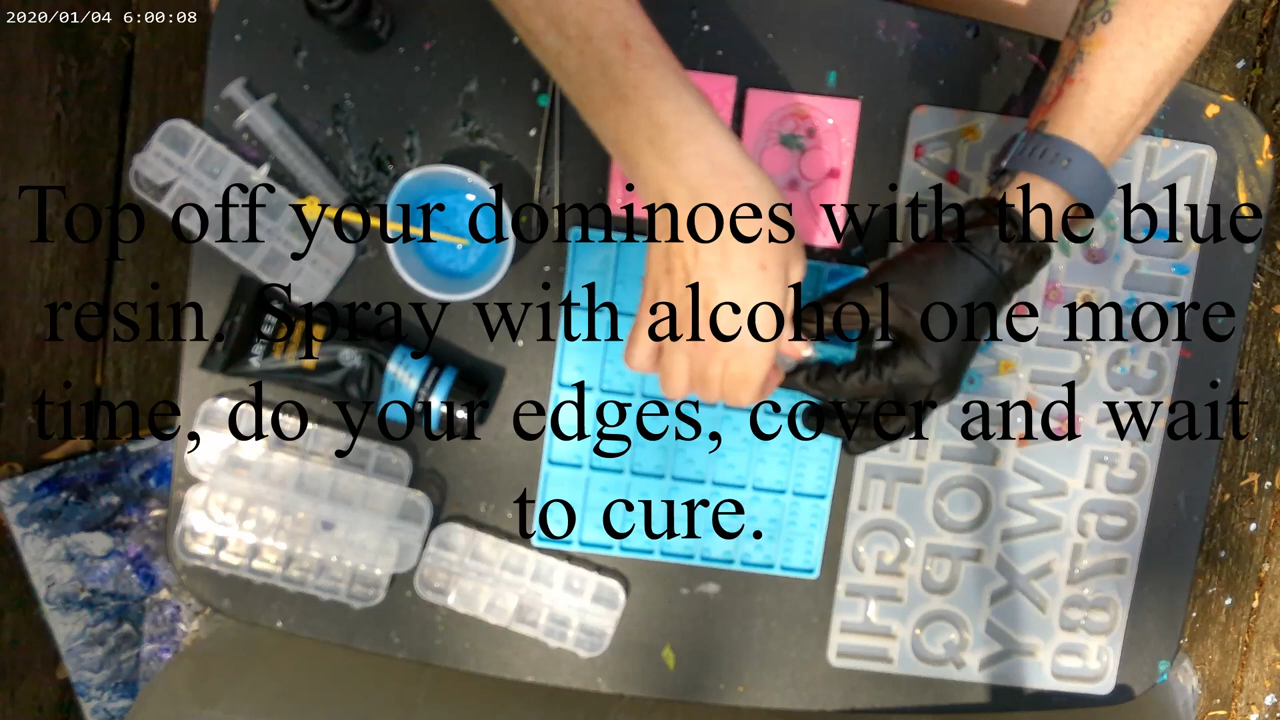 2020/01/04 6:00:08
Top off your dominoes with the blue
resin. Spray with alcohol one more
time, do your edges, cover and wait
to cure.